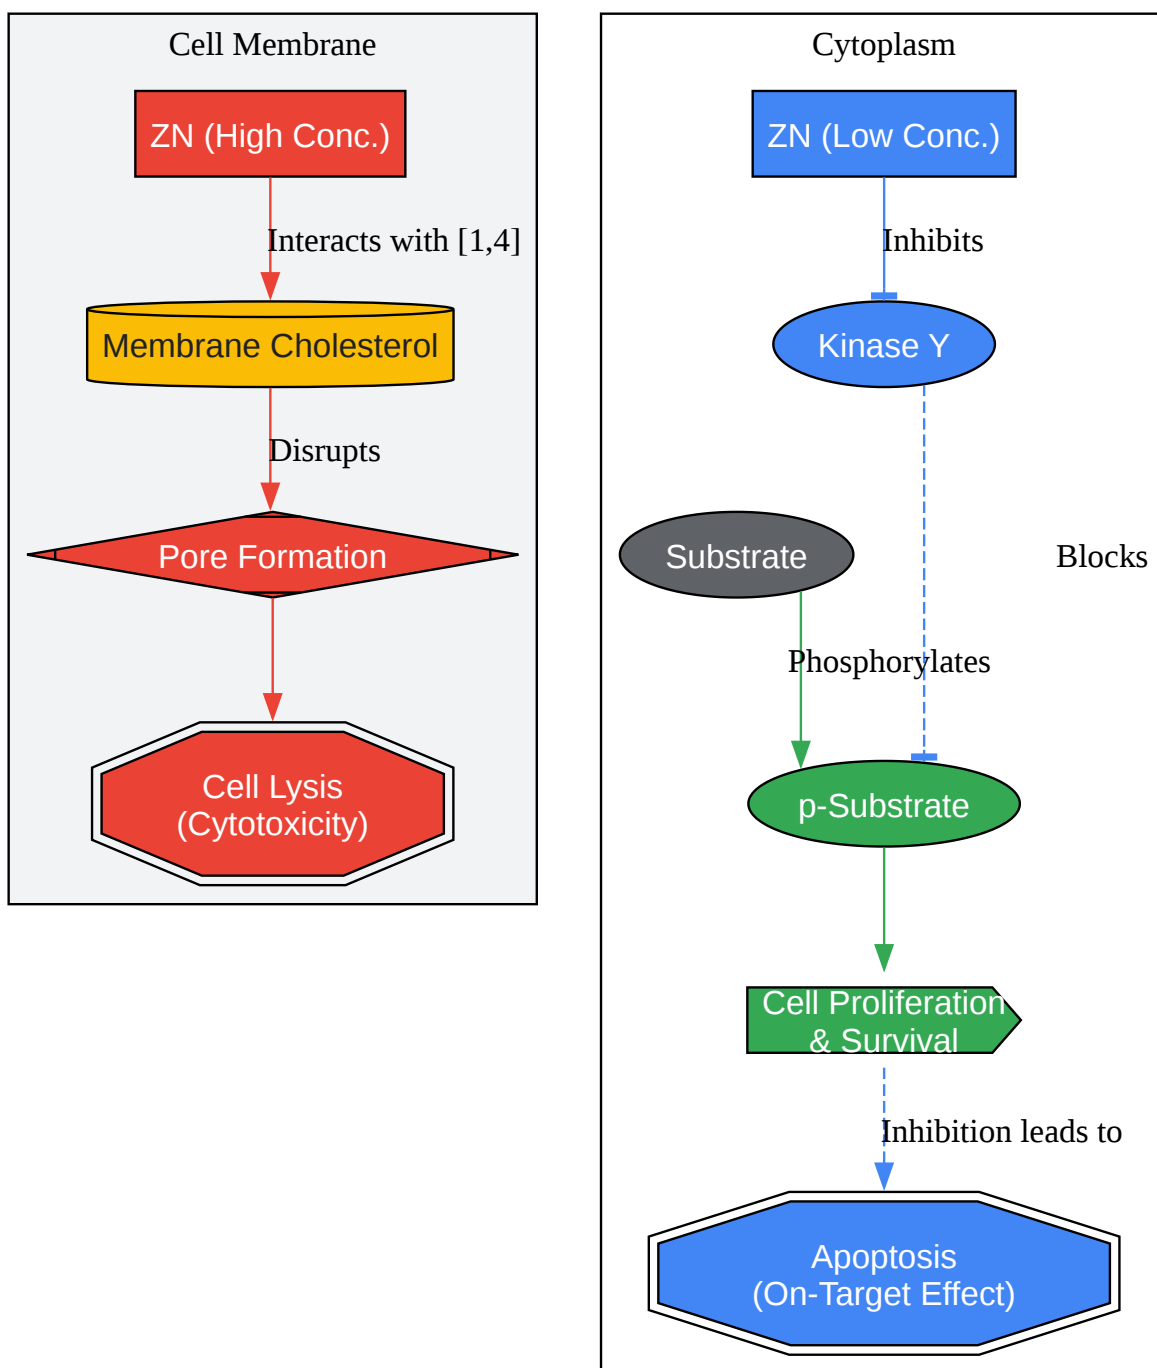 Cell Membrane
ZN (High Conc.)
Interacts with [1,4]
Membrane Cholesterol
Disrupts
Pore Formation
Cell Lysis
(Cytotoxicity)
Cytoplasm
ZN (Low Conc.)
Inhibits
Kinase Y
Substrate
Blocks
Phosphorylates
p-Substrate
Cell Proliferation
& Survival
Inhibition leads to
Apoptosis
(On-Target Effect)